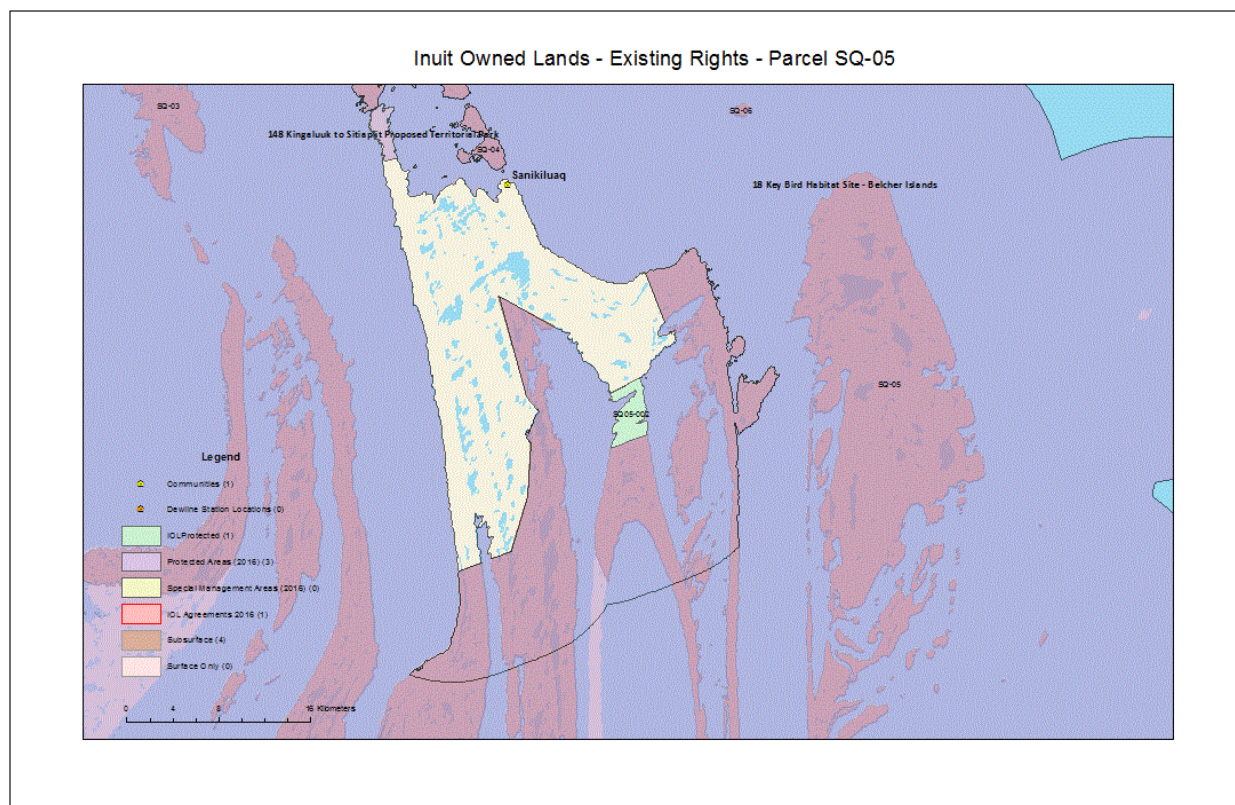 Inuit Owned Lands - Existing Rights - Parcel SQ-05
SQ-03
SQ-06
148 Kingaluuk to Sitiapiit Proposed Territorial Park
SQ-04
Sanikiluaq
18 Key Bird Habitat Site - Belcher Islands
SQ-05
SQ05-002
Legend
Communities (1)
Dewline Station Locations (0)
IOLProtected (1)
Protected Areas (2016) (3)
Special Management Areas (2016) (0)
IOL Agreements 2016 (1)
Subsurface (4)
Surface Only (0)
0 4 8 16 Kilometers